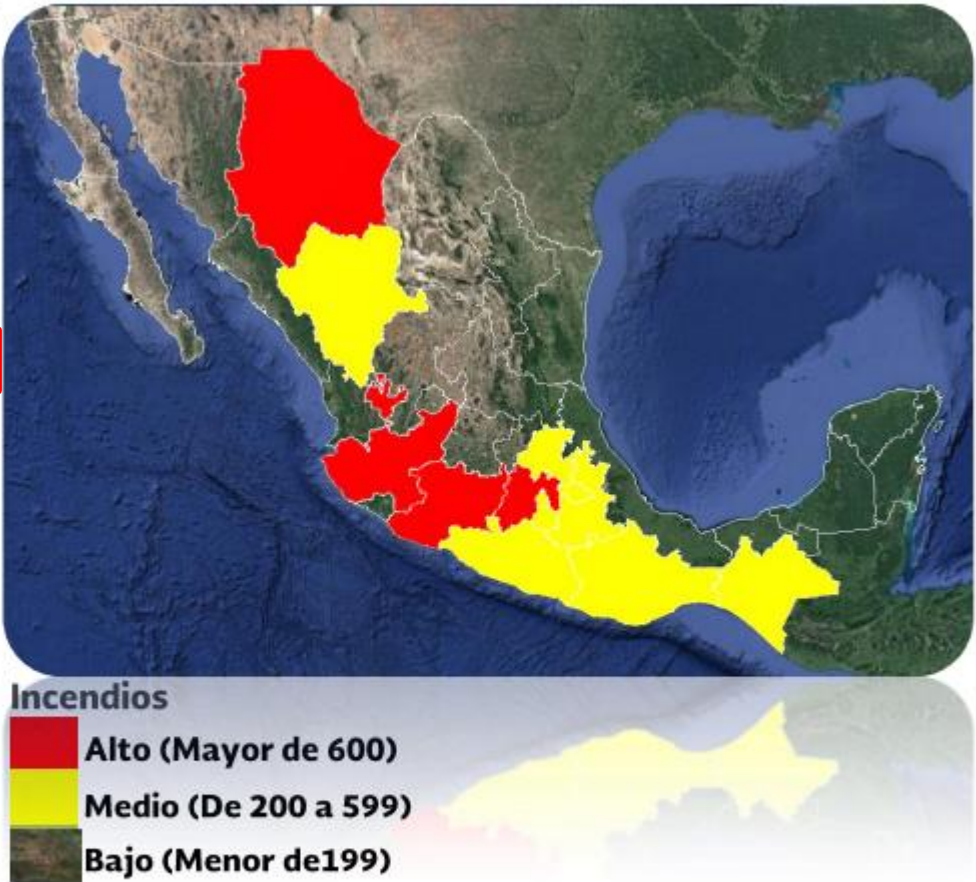 Incendios
Alto (Mayor de 600)
Medio (De 200 a 599)
Bajo (Menor de199)